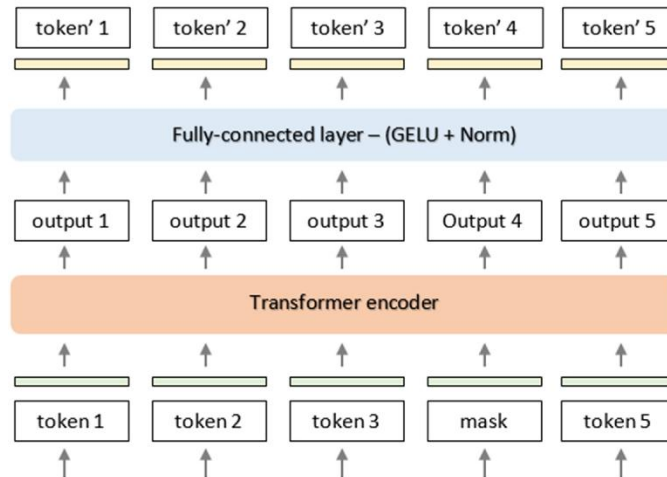 token' 1 token' 2 token' 3 token' 4 token' 5
Fully-connected layer – (GELU + Norm)
output 1 output 2 output 3 Output 4 output 5
Transformer encoder
token 1 token 2 token 3 mask token 5